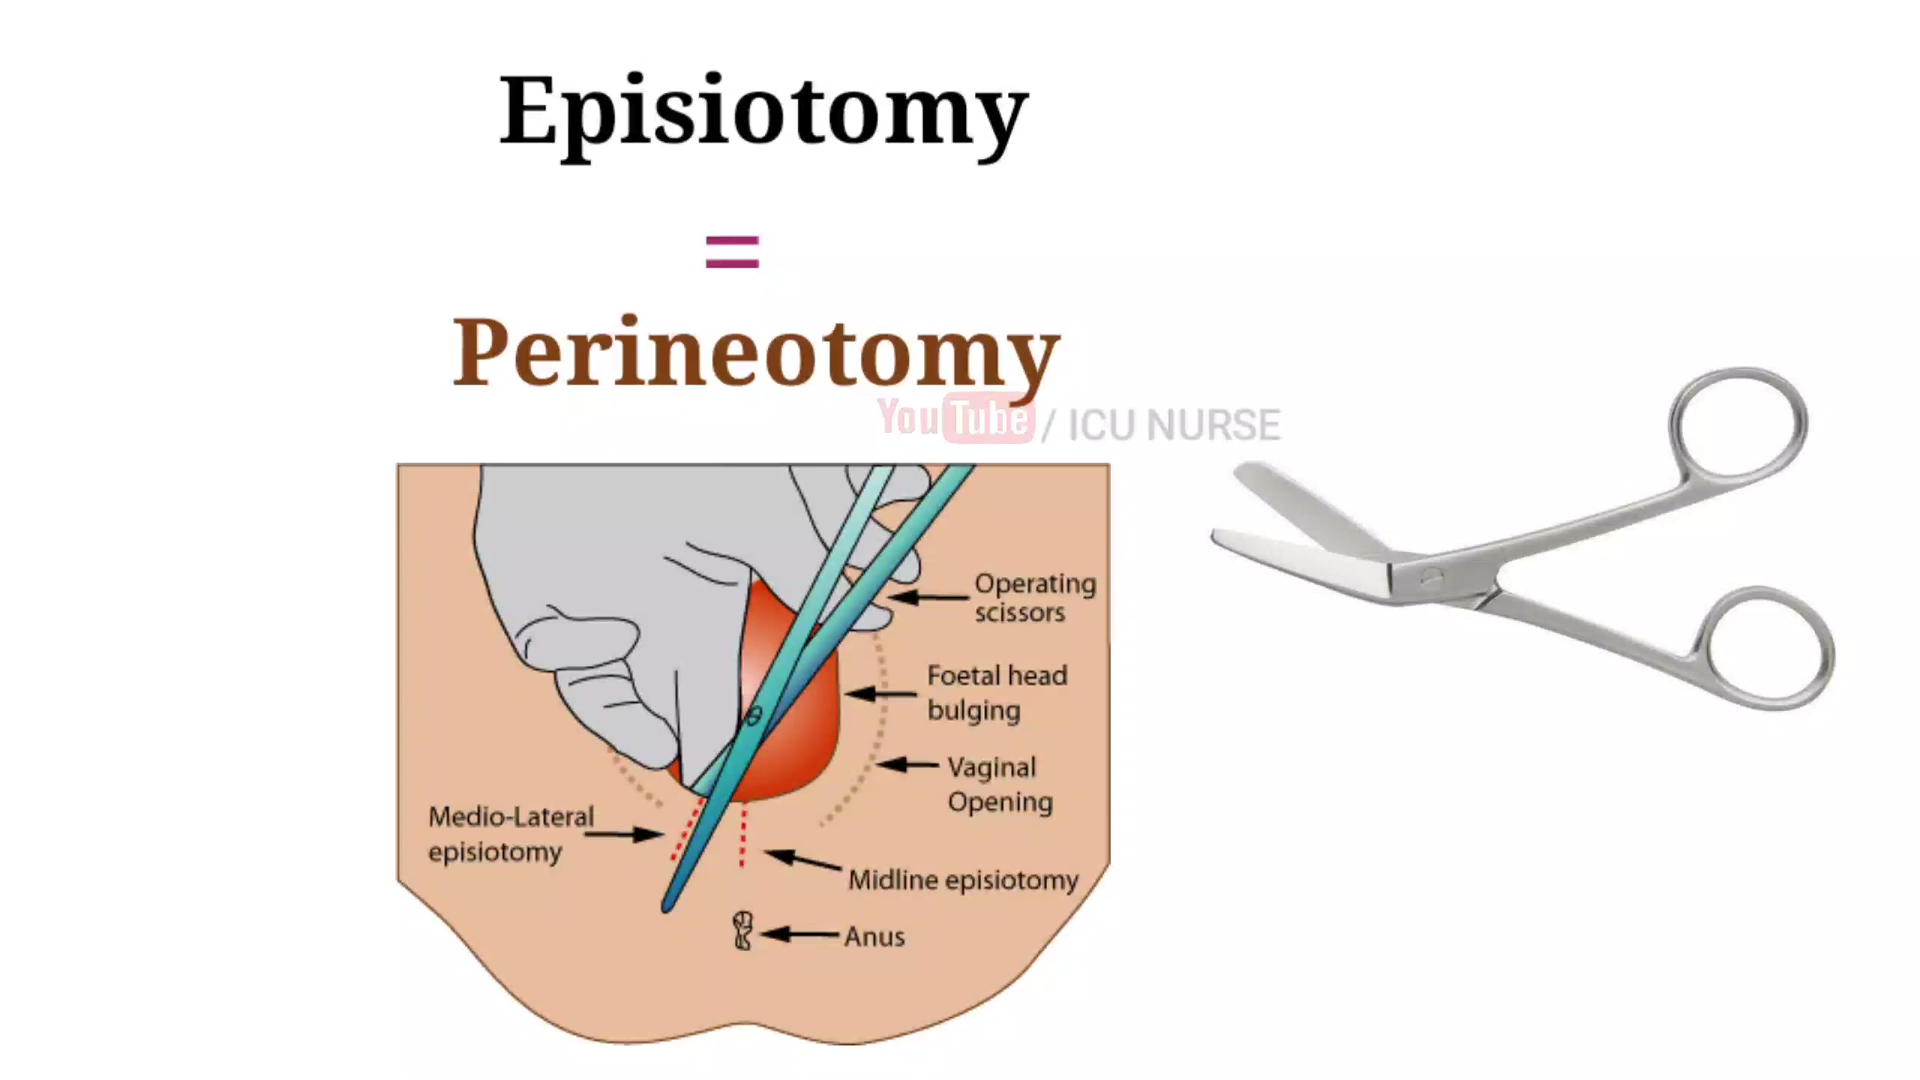 Episiotomy
=
Perineotomy
YouTube / ICU NURSE
Operating
scissors
Foetal head
bulging
Vaginal
Opening
Medio-Lateral
episiotomy
Midline episiotomy
Anus